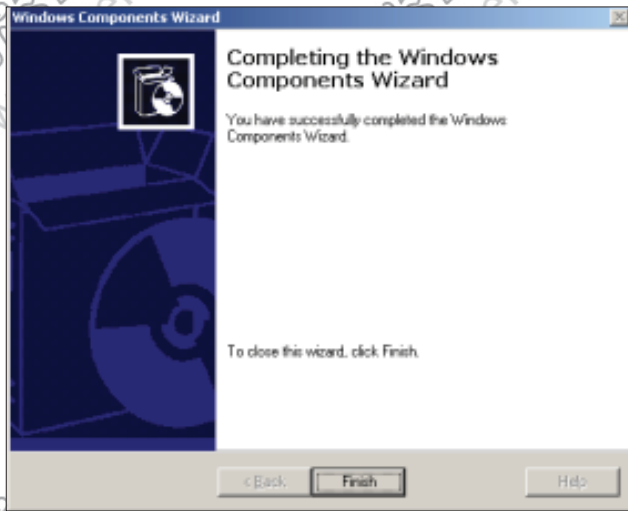 Windows Components Wizard
Completing the Windows
Components Wizard
You have successfully completed the Windows
Components Wizard.
To close this wizard, click Finish.
< Back
Finish
Help